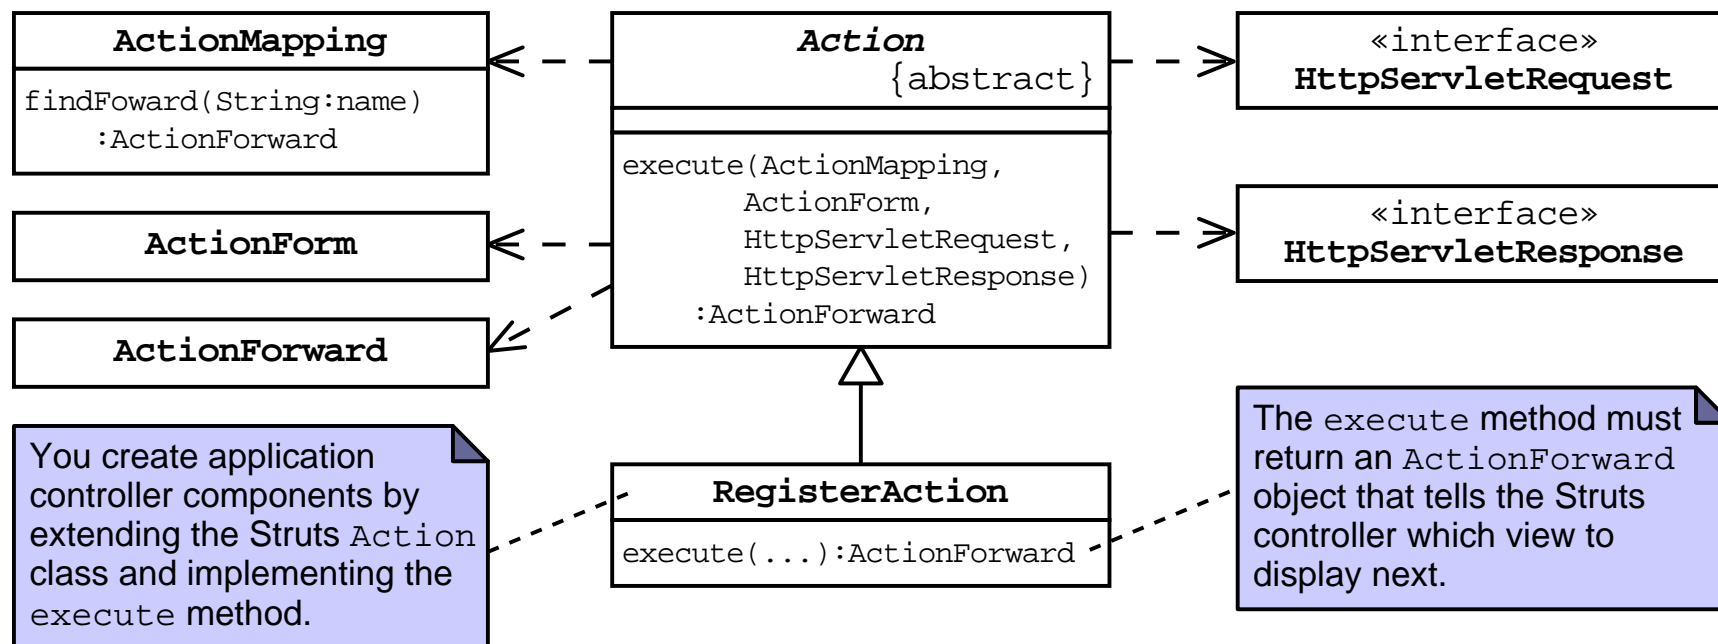 ActionMapping
findFoward(String:name)
:ActionForward
ActionForm
ActionForward
Action
{abstract}
execute(ActionMapping,
ActionForm,
HttpServletRequest,
HttpServletResponse)
:ActionForward
«interface»
HttpServletRequest
«interface»
HttpServletResponse
You create application
controller components by
extending the Struts Action
class and implementing the
execute method.
RegisterAction
execute(...):ActionForward
The execute method must
return an ActionForward
object that tells the Struts
controller which view to
display next.